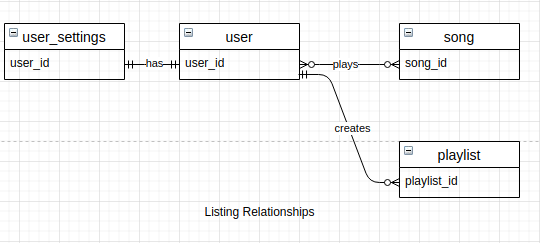 user_settings
user_id
has
user
user_id
plays
song
song_id
creates
playlist
playlist_id
Listing Relationships